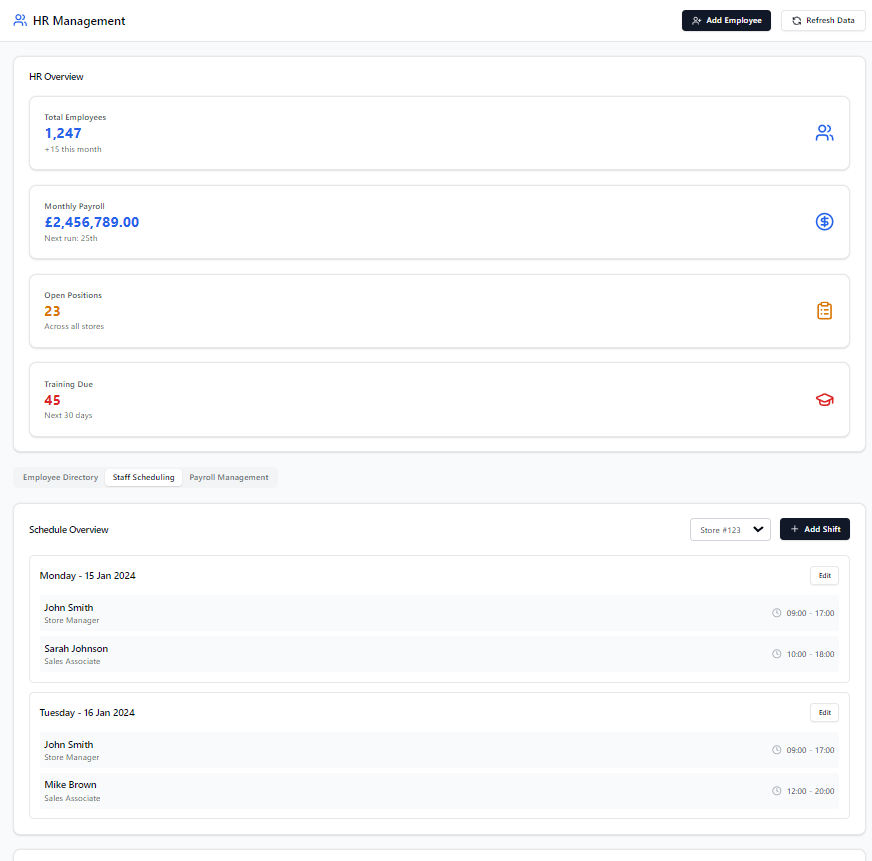 HR Management
Add Employee
Refresh Data
HR Overview
Total Employees
1,247
+15 this month
Monthly Payroll
£2,456,789.00
Next run: 25th
Open Positions
23
Across all stores
Training Due
45
Next 30 days
Employee Directory
Staff Scheduling
Payroll Management
Schedule Overview
Store #123
Add Shift
Monday - 15 Jan 2024
Edit
John Smith
Store Manager
09:00 - 17:00
Sarah Johnson
Sales Associate
10:00 - 18:00
Tuesday - 16 Jan 2024
Edit
John Smith
Store Manager
09:00 - 17:00
Mike Brown
Sales Associate
12:00 - 20:00